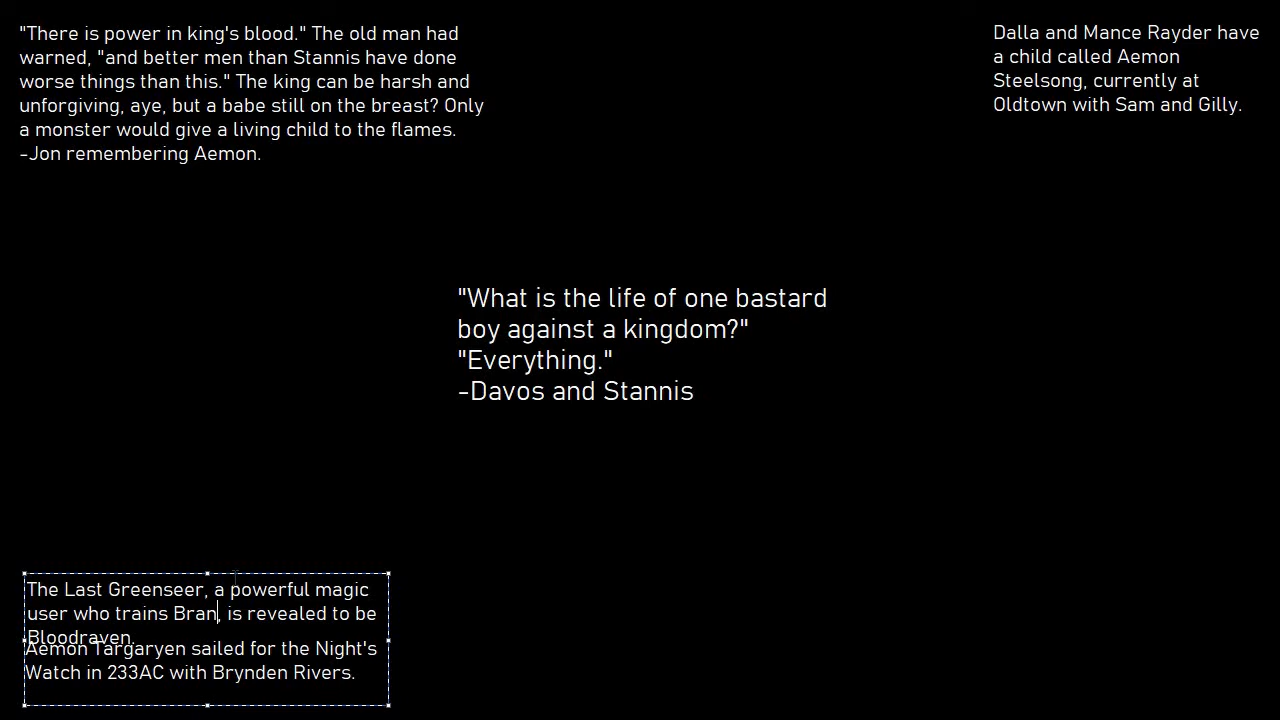 "There is power in king's blood." The old man had
warned, "and better men than Stannis have done
worse things than this." The king can be harsh and
unforgiving, aye, but a babe still on the breast? Only
a monster would give a living child to the flames.
-Jon remembering Aemon.
Dalla and Mance Rayder have
a child called Aemon
Steelsong, currently at
Oldtown with Sam and Gilly.
"What is the life of one bastard
boy against a kingdom?"
"Everything."
-Davos and Stannis
The Last Greenseer, a powerful magic
user who trains Bran, is revealed to be
Bloodraven.
Aemon Targaryen sailed for the Night's
Watch in 233AC with Brynden Rivers.